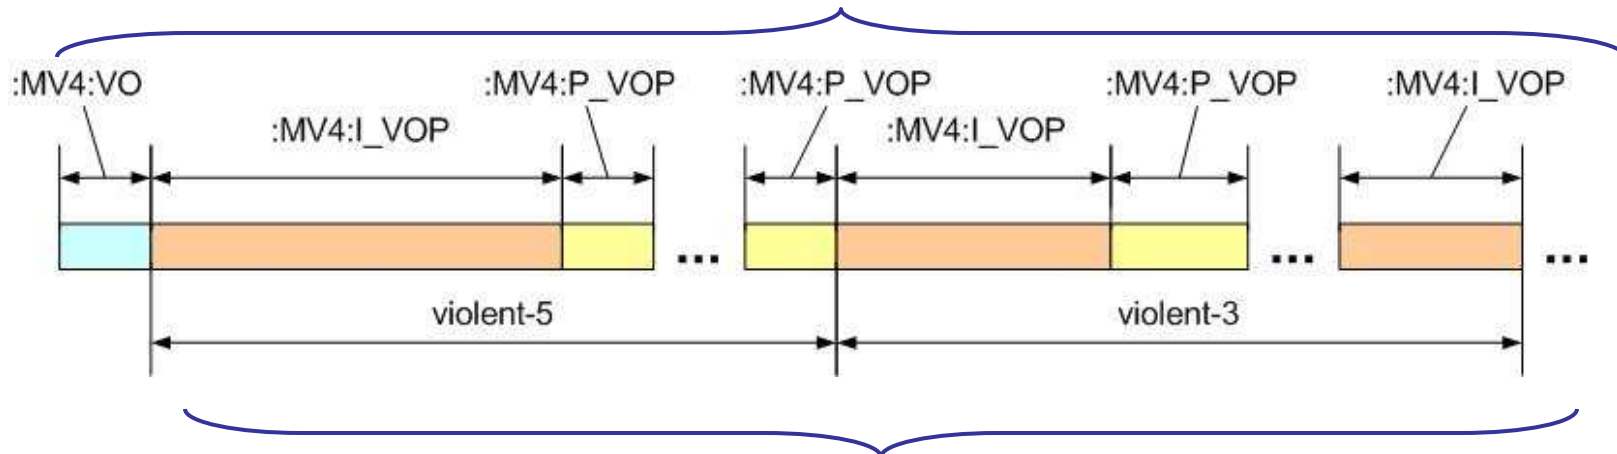 :MV4:VO :MV4:P_VOP :MV4:P_VOP :MV4:P_VOP :MV4:I_VOP
:MV4:I_VOP :MV4:I_VOP
... ... ...
violent-5 violent-3